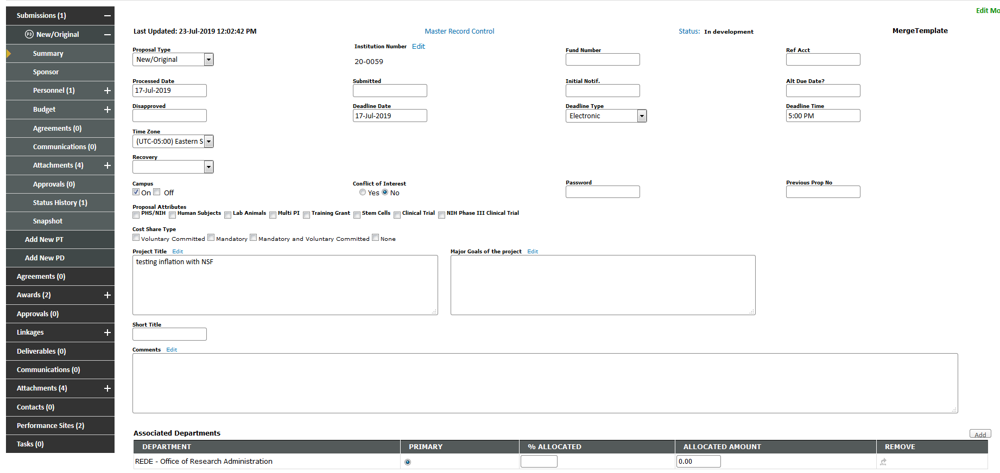 Edit Mo
Submissions (1)
PD New/Original
Summary
Sponsor
Personnel (1)
Budget
Agreements (0)
Communications (0)
Attachments (4)
Approvals (0)
Status History (1)
Snapshot
Add New PT
Add New PD
Agreements (0)
Awards (2)
Approvals (0)
Linkages
Deliverables (0)
Communications (0)
Attachments (4)
Contacts (0)
Performance Sites (2)
Tasks (0)
Last Updated: 23-Jul-2019 12:02:42 PM Master Record Control Status: In development MergeTemplate
Proposal Type Institution Number Edit Fund Number Ref Acct
New/Original 20-0059
Processed Date Submitted Initial Notif. Alt Due Date?
17-Jul-2019
Disapproved Deadline Date Deadline Type Deadline Time
17-Jul-2019 Electronic 5:00 PM
Time Zone
(UTC-05:00) Eastern S
Recovery
Campus Conflict of Interest Password Previous Prop No
On Off Yes No
Proposal Attributes
PHS/NIH Human Subjects Lab Animals Multi PI Training Grant Stem Cells Clinical Trial NIH Phase III Clinical Trial
Cost Share Type
Voluntary Committed Mandatory Mandatory and Voluntary Committed None
Project Title Edit Major Goals of the project Edit
testing inflation with NSF
Short Title
Comments Edit
Associated Departments Add
DEPARTMENT PRIMARY % ALLOCATED ALLOCATED AMOUNT REMOVE
REDE - Office of Research Administration 0.00